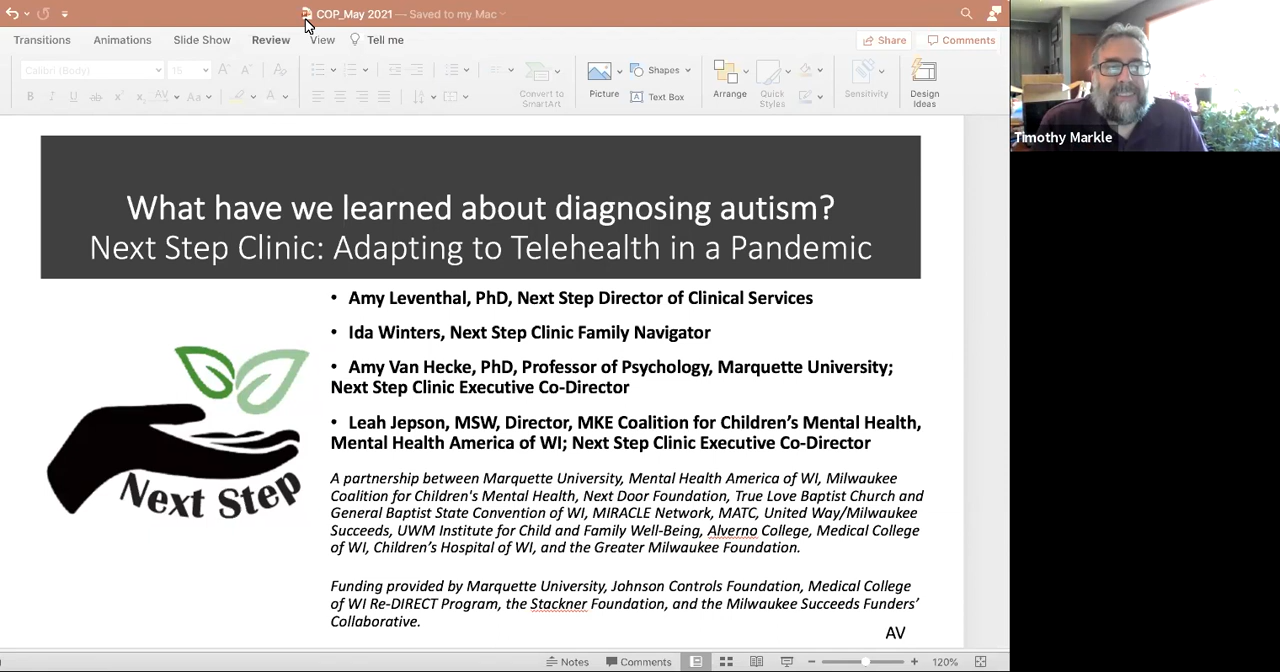 COP_May 2021 — Saved to my Mac
Transitions Animations Slide Show Review View Tell me Share Comments
Calibri (Body) 15
Convert to SmartArt
Picture
Shapes
Text Box
Arrange
Quick Styles
Sensitivity
Design Ideas
Timothy Markle
What have we learned about diagnosing autism?
Next Step Clinic: Adapting to Telehealth in a Pandemic
• Amy Leventhal, PhD, Next Step Director of Clinical Services
• Ida Winters, Next Step Clinic Family Navigator
• Amy Van Hecke, PhD, Professor of Psychology, Marquette University;
Next Step Clinic Executive Co-Director
• Leah Jepson, MSW, Director, MKE Coalition for Children’s Mental Health,
Mental Health America of WI; Next Step Clinic Executive Co-Director
Next Step
A partnership between Marquette University, Mental Health America of WI, Milwaukee
Coalition for Children's Mental Health, Next Door Foundation, True Love Baptist Church and
General Baptist State Convention of WI, MIRACLE Network, MATC, United Way/Milwaukee
Succeeds, UWM Institute for Child and Family Well-Being, Alverno College, Medical College
of WI, Children’s Hospital of WI, and the Greater Milwaukee Foundation.
Funding provided by Marquette University, Johnson Controls Foundation, Medical College
of WI Re-DIRECT Program, the Stackner Foundation, and the Milwaukee Succeeds Funders’
Collaborative.
AV
Notes Comments 120%